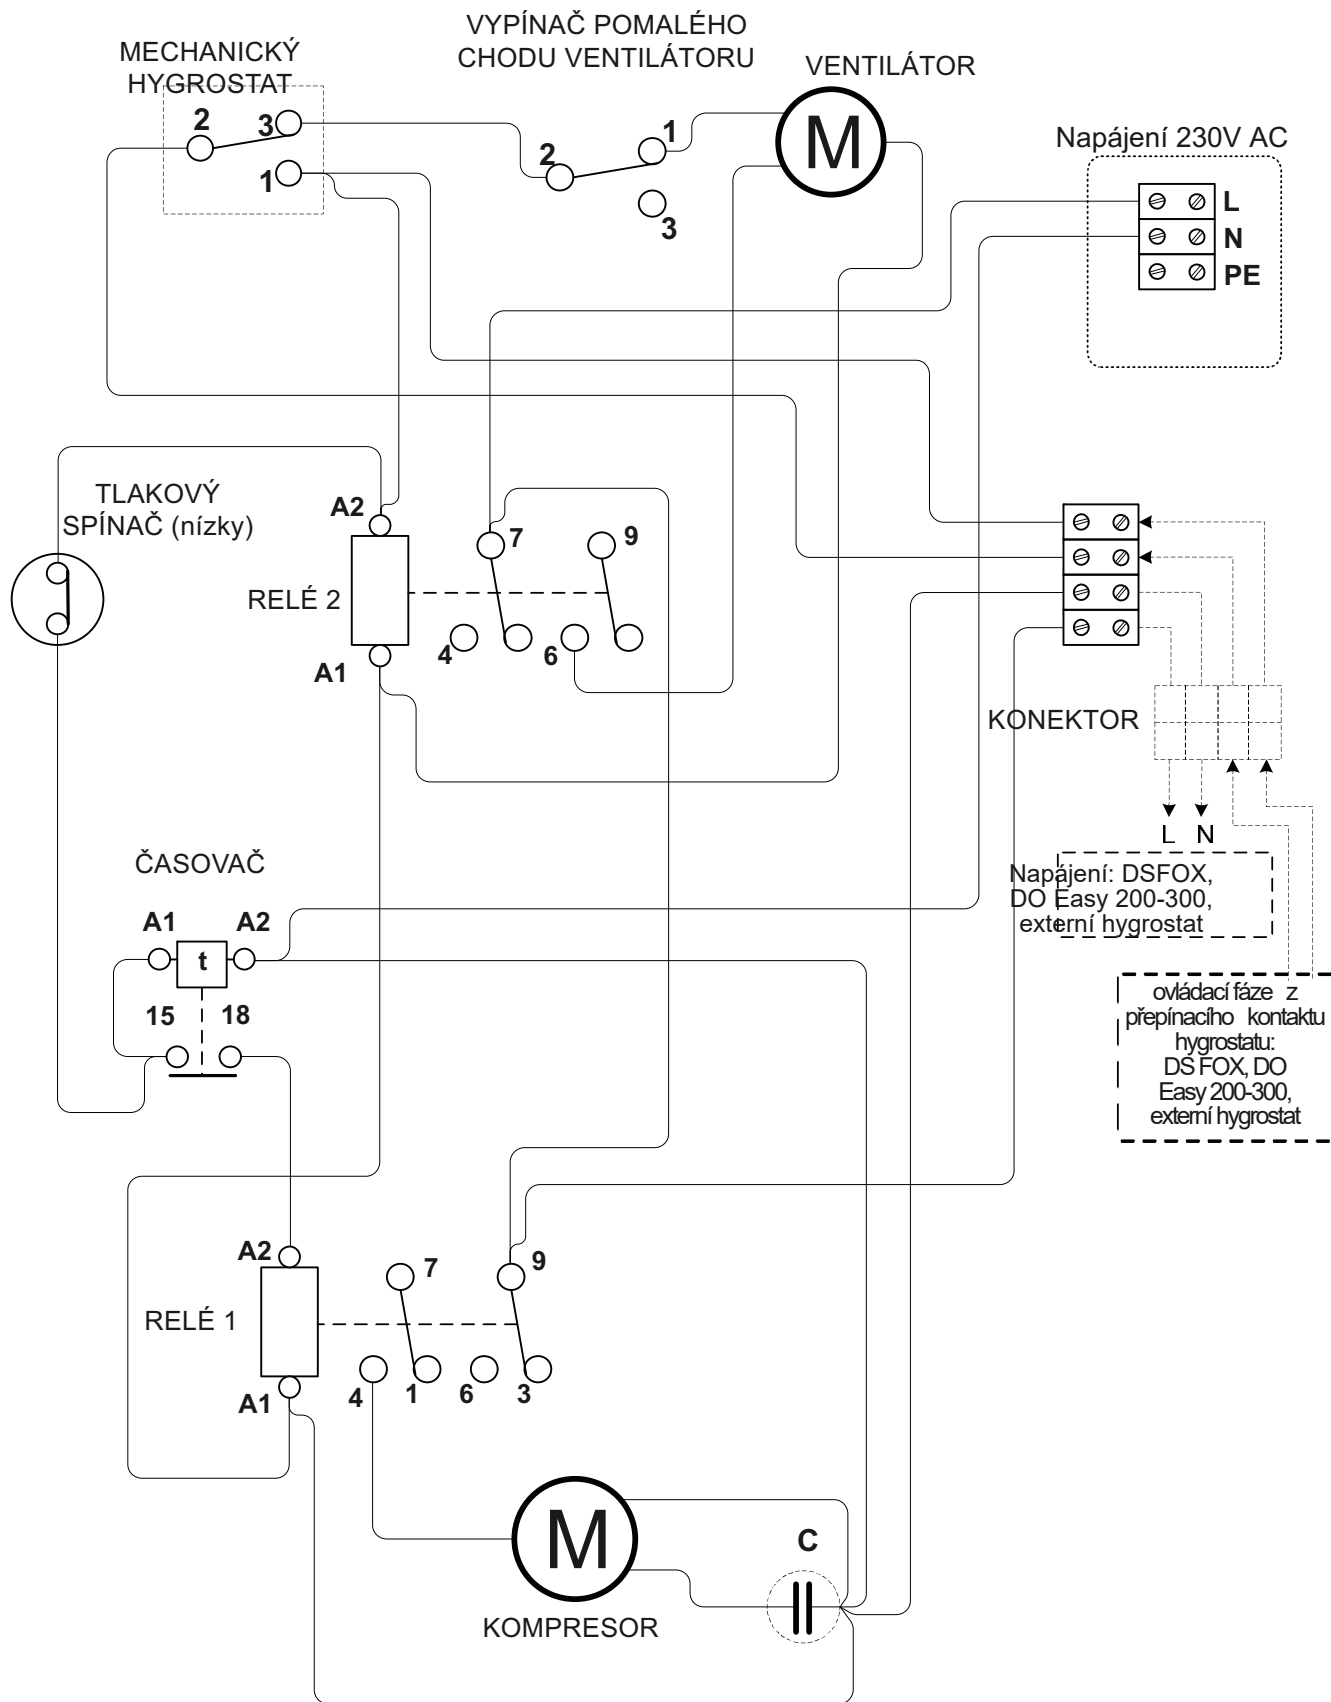 VYPÍNAČ POMALÉHO
CHODU VENTILÁTORU
MECHANICKÝ
HYGROSTAT
VENTILÁTOR
2
3
1
2
1
3
M
Napájení 230V AC
L
N
PE
TLAKOVÝ
SPÍNAČ (nízky)
A2
7
9
RELÉ 2
4
6
A1
KONEKTOR
L N
Napájení: DSFOX,
DO Easy 200-300,
externí hygrostat
ČASOVAČ
A1
A2
t
15
18
ovládací fáze z
přepínacího kontaktu
hygrostatu:
DS FOX, DO
Easy 200-300,
externí hygrostat
A2
7
9
RELÉ 1
4
1
6
3
A1
M
C
KOMPRESOR